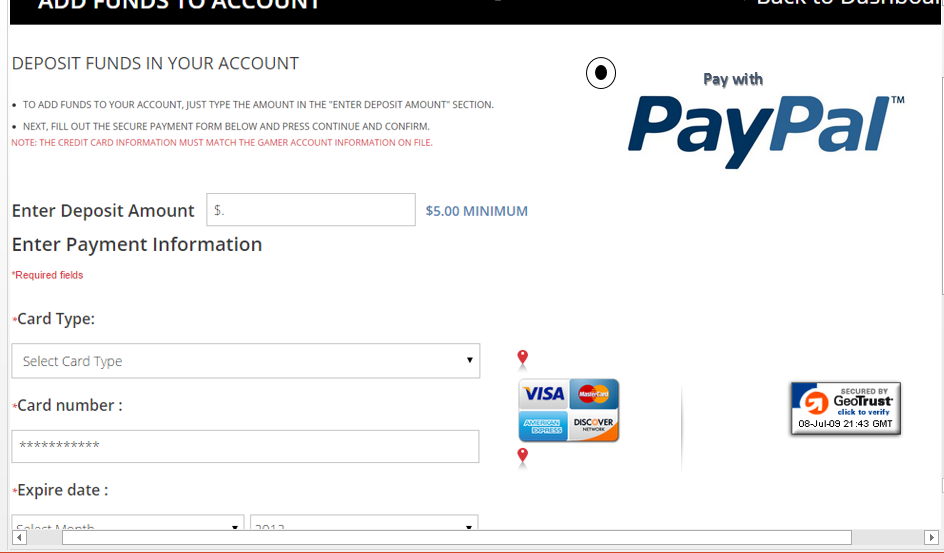 ADD FUNDS TO ACCOUNT
Back to Dashboar
DEPOSIT FUNDS IN YOUR ACCOUNT
• TO ADD FUNDS TO YOUR ACCOUNT, JUST TYPE THE AMOUNT IN THE "ENTER DEPOSIT AMOUNT" SECTION.
• NEXT, FILL OUT THE SECURE PAYMENT FORM BELOW AND PRESS CONTINUE AND CONFIRM.
NOTE: THE CREDIT CARD INFORMATION MUST MATCH THE GAMER ACCOUNT INFORMATION ON FILE.
Pay with
PayPal™
Enter Deposit Amount $. $5.00 MINIMUM
Enter Payment Information
*Required fields
*Card Type:
Select Card Type
*Card number :
***********
*Expire date :
Select Month 2012
VISA MasterCard
AMERICAN EXPRESS DISCOVER NETWORK
SECURED BY
GeoTrust
click to verify
08-Jul-09 21:43 GMT